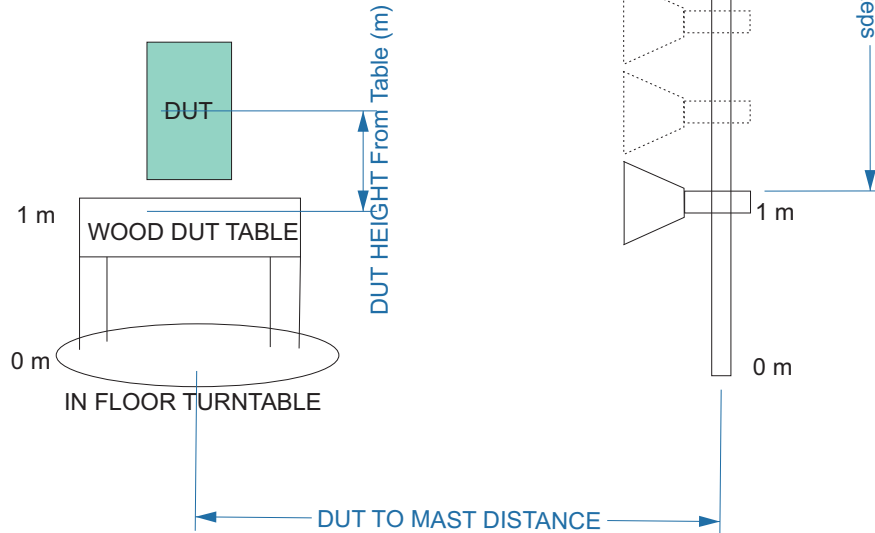 DUT
DUT HEIGHT From Table (m)
eps
1 m
WOOD DUT TABLE
1 m
0 m
0 m
IN FLOOR TURNTABLE
DUT TO MAST DISTANCE